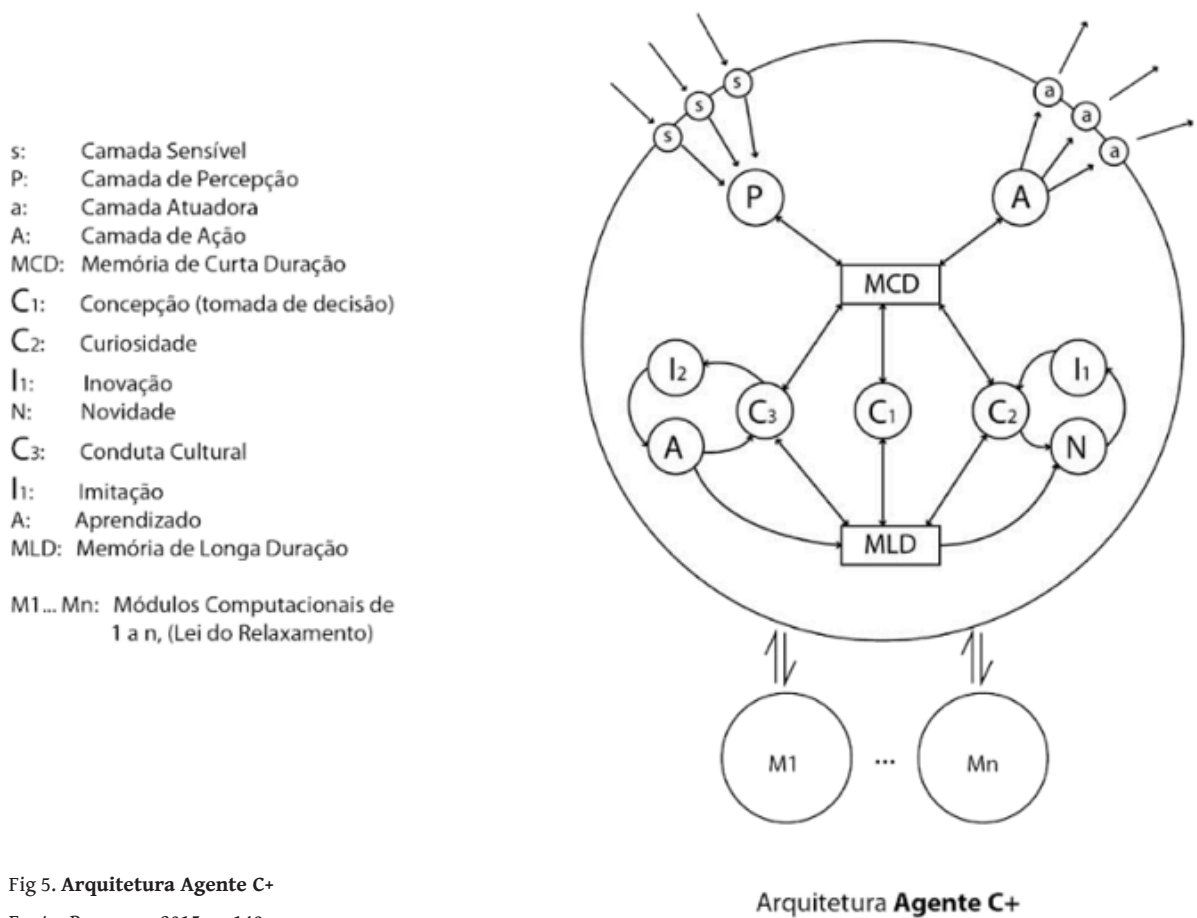 s: Camada Sensível
P: Camada de Percepção
a: Camada Atuadora
A: Camada de Ação
MCD: Memória de Curta Duração
C1: Concepção (tomada de decisão)
C2: Curiosidade
I1: Inovação
N: Novidade
C3: Conduta Cultural
I1: Imitação
A: Aprendizado
MLD: Memória de Longa Duração
M1... Mn: Módulos Computacionais de
1 a n, (Lei do Relaxamento)
s
s
s
a
a
a
P
A
MCD
I2
I1
C3
C1
C2
A
N
MLD
M1
...
Mn
Fig 5. Arquitetura Agente C+
Arquitetura Agente C+